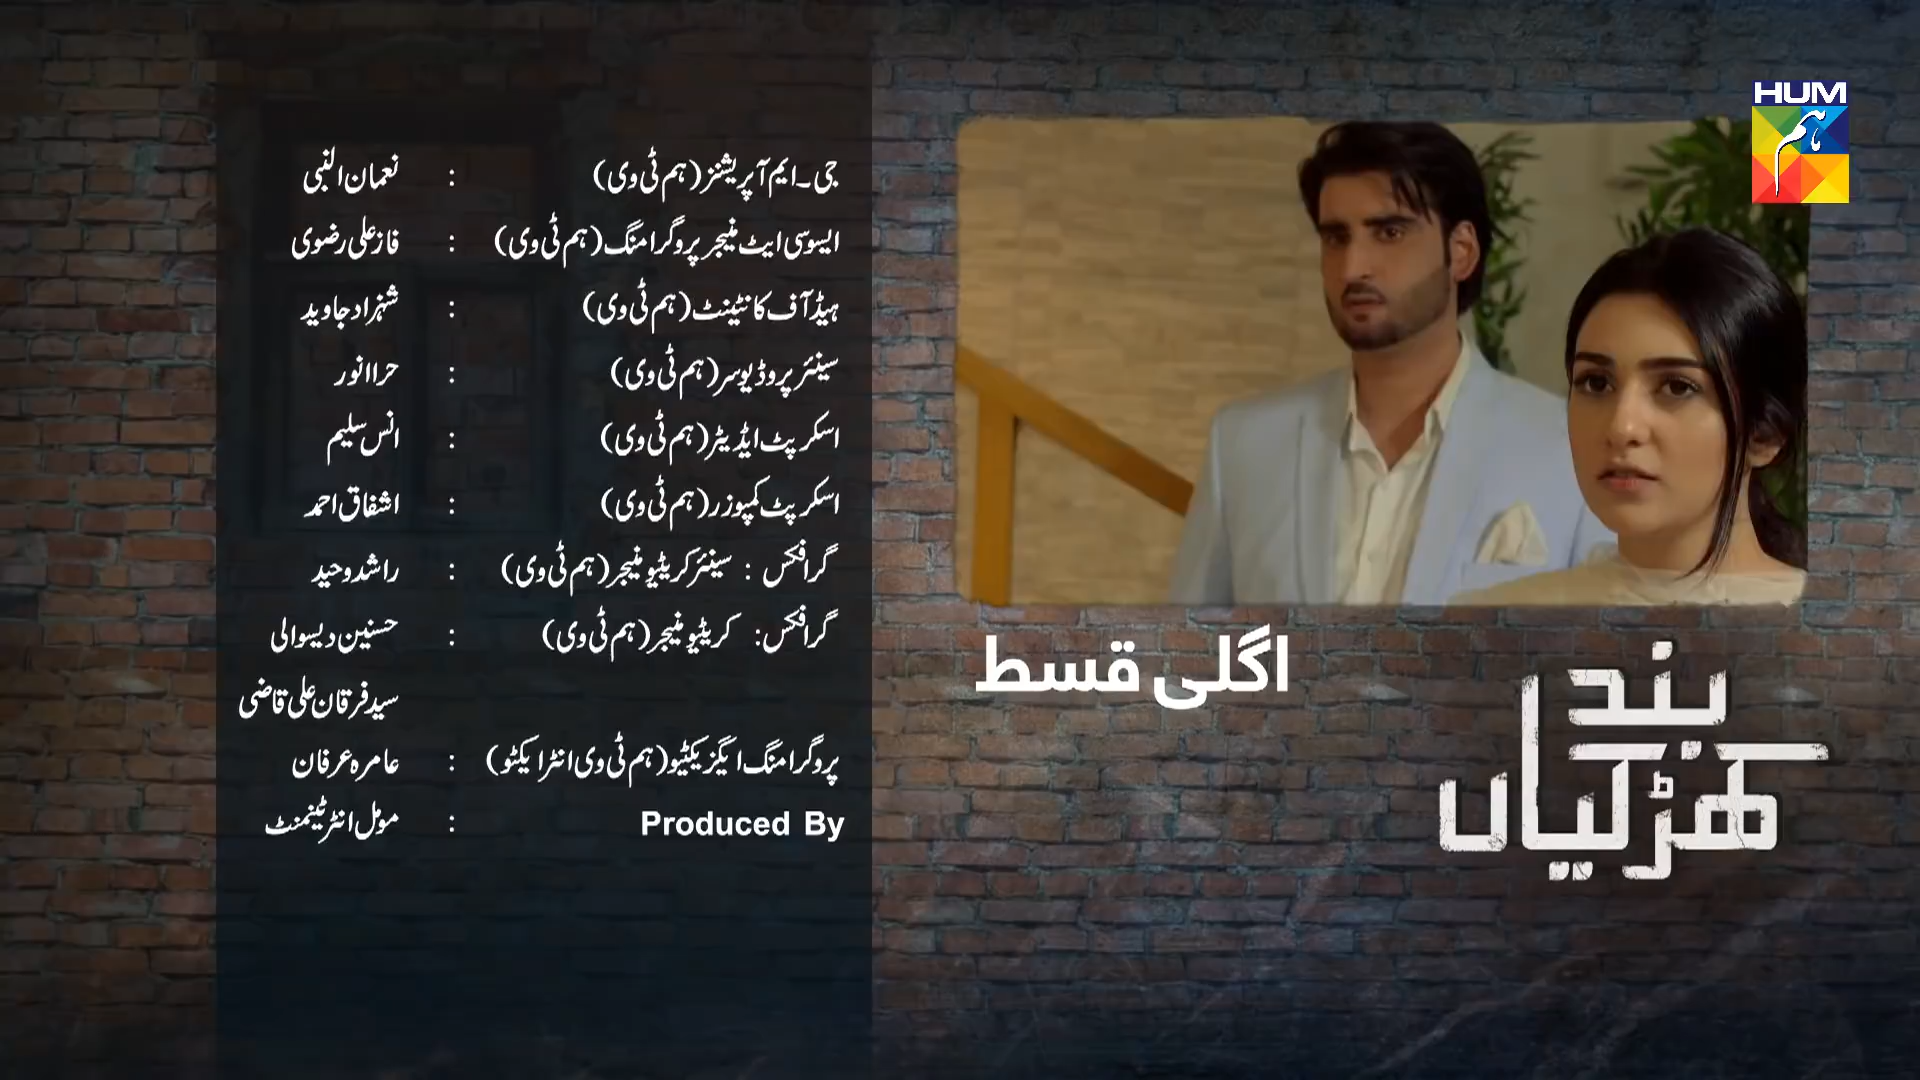 HUM
ہم
جی۔ایم آپریشنز (ہم ٹی وی) : نعمان النبی
ایسوسی ایٹ منیجر پروگرامنگ (ہم ٹی وی) : فاز علی رضوی
ہیڈ آف کانٹینٹ (ہم ٹی وی) : شہزاد جاوید
سینئر پروڈیوسر (ہم ٹی وی) : حرا انور
اسکرپٹ ایڈیٹر (ہم ٹی وی) : انس سلیم
اسکرپٹ کمپوزر (ہم ٹی وی) : اشفاق احمد
گرافکس : سینئر کریٹیو منیجر (ہم ٹی وی) : راشد وحید
گرافکس: کریٹیو منیجر (ہم ٹی وی) : حسنین دیسوالی
سید فرقان علی قاضی
پروگرامنگ ایگزیکٹیو (ہم ٹی وی انٹرایکٹو) : عامرہ عرفان
Produced By : مومل انٹرٹینمنٹ
اگلی قسط
بند
کھڑکیاں